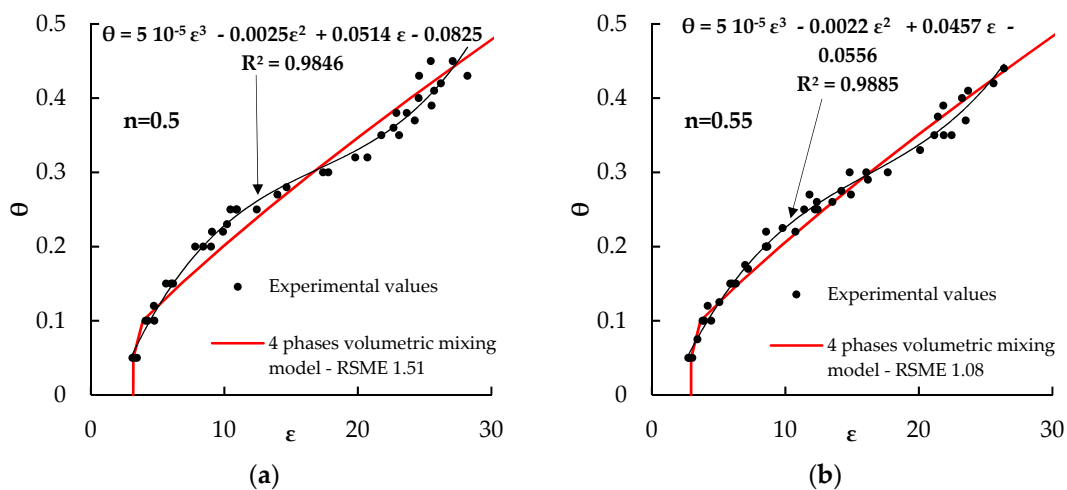 θ = 5 10⁻⁵ ε³ - 0.0025ε² + 0.0514 ε - 0.0825
R² = 0.9846
n=0.5
0.5
0.4
0.3
0.2
0.1
0
θ
Experimental values
4 phases volumetric mixing
model - RSME 1.51
0 10 20 30
ε
(a)
θ = 5 10⁻⁵ ε³ - 0.0022 ε² + 0.0457 ε -
0.0556
R² = 0.9885
n=0.55
0.5
0.4
0.3
0.2
0.1
0
θ
Experimental values
4 phases volumetric mixing
model - RSME 1.08
0 10 20 30
ε
(b)